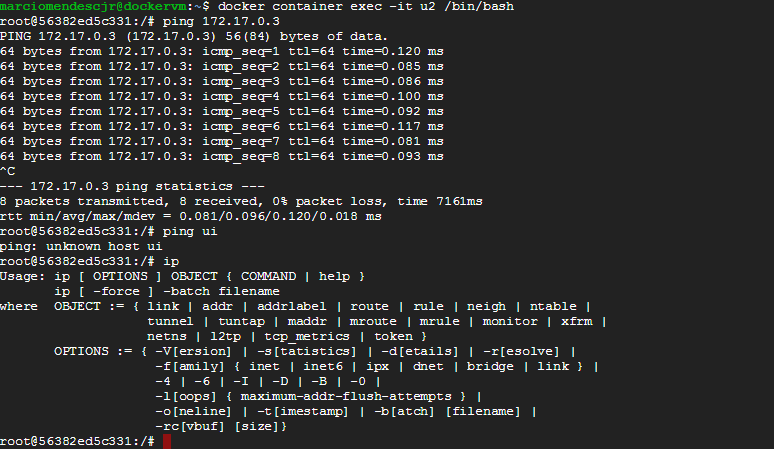 marciomendescjr@dockervm:~$ docker container exec -it u2 /bin/bash
root@56382ed5c331:/# ping 172.17.0.3
PING 172.17.0.3 (172.17.0.3) 56(84) bytes of data.
64 bytes from 172.17.0.3: icmp_seq=1 ttl=64 time=0.120 ms
64 bytes from 172.17.0.3: icmp_seq=2 ttl=64 time=0.085 ms
64 bytes from 172.17.0.3: icmp_seq=3 ttl=64 time=0.086 ms
64 bytes from 172.17.0.3: icmp_seq=4 ttl=64 time=0.100 ms
64 bytes from 172.17.0.3: icmp_seq=5 ttl=64 time=0.092 ms
64 bytes from 172.17.0.3: icmp_seq=6 ttl=64 time=0.117 ms
64 bytes from 172.17.0.3: icmp_seq=7 ttl=64 time=0.081 ms
64 bytes from 172.17.0.3: icmp_seq=8 ttl=64 time=0.093 ms
^C
--- 172.17.0.3 ping statistics ---
8 packets transmitted, 8 received, 0% packet loss, time 7161ms
rtt min/avg/max/mdev = 0.081/0.096/0.120/0.018 ms
root@56382ed5c331:/# ping ui
ping: unknown host ui
root@56382ed5c331:/# ip
Usage: ip [ OPTIONS ] OBJECT { COMMAND | help }
       ip [ -force ] -batch filename
where  OBJECT := { link | addr | addrlabel | route | rule | neigh | ntable |
                   tunnel | tuntap | maddr | mroute | mrule | monitor | xfrm |
                   netns | l2tp | tcp_metrics | token }
       OPTIONS := { -V[ersion] | -s[tatistics] | -d[etails] | -r[esolve] |
                    -f[amily] { inet | inet6 | ipx | dnet | bridge | link } |
                    -4 | -6 | -I | -D | -B | -0 |
                    -l[oops] { maximum-addr-flush-attempts } |
                    -o[neline] | -t[imestamp] | -b[atch] [filename] |
                    -rc[vbuf] [size]}
root@56382ed5c331:/#